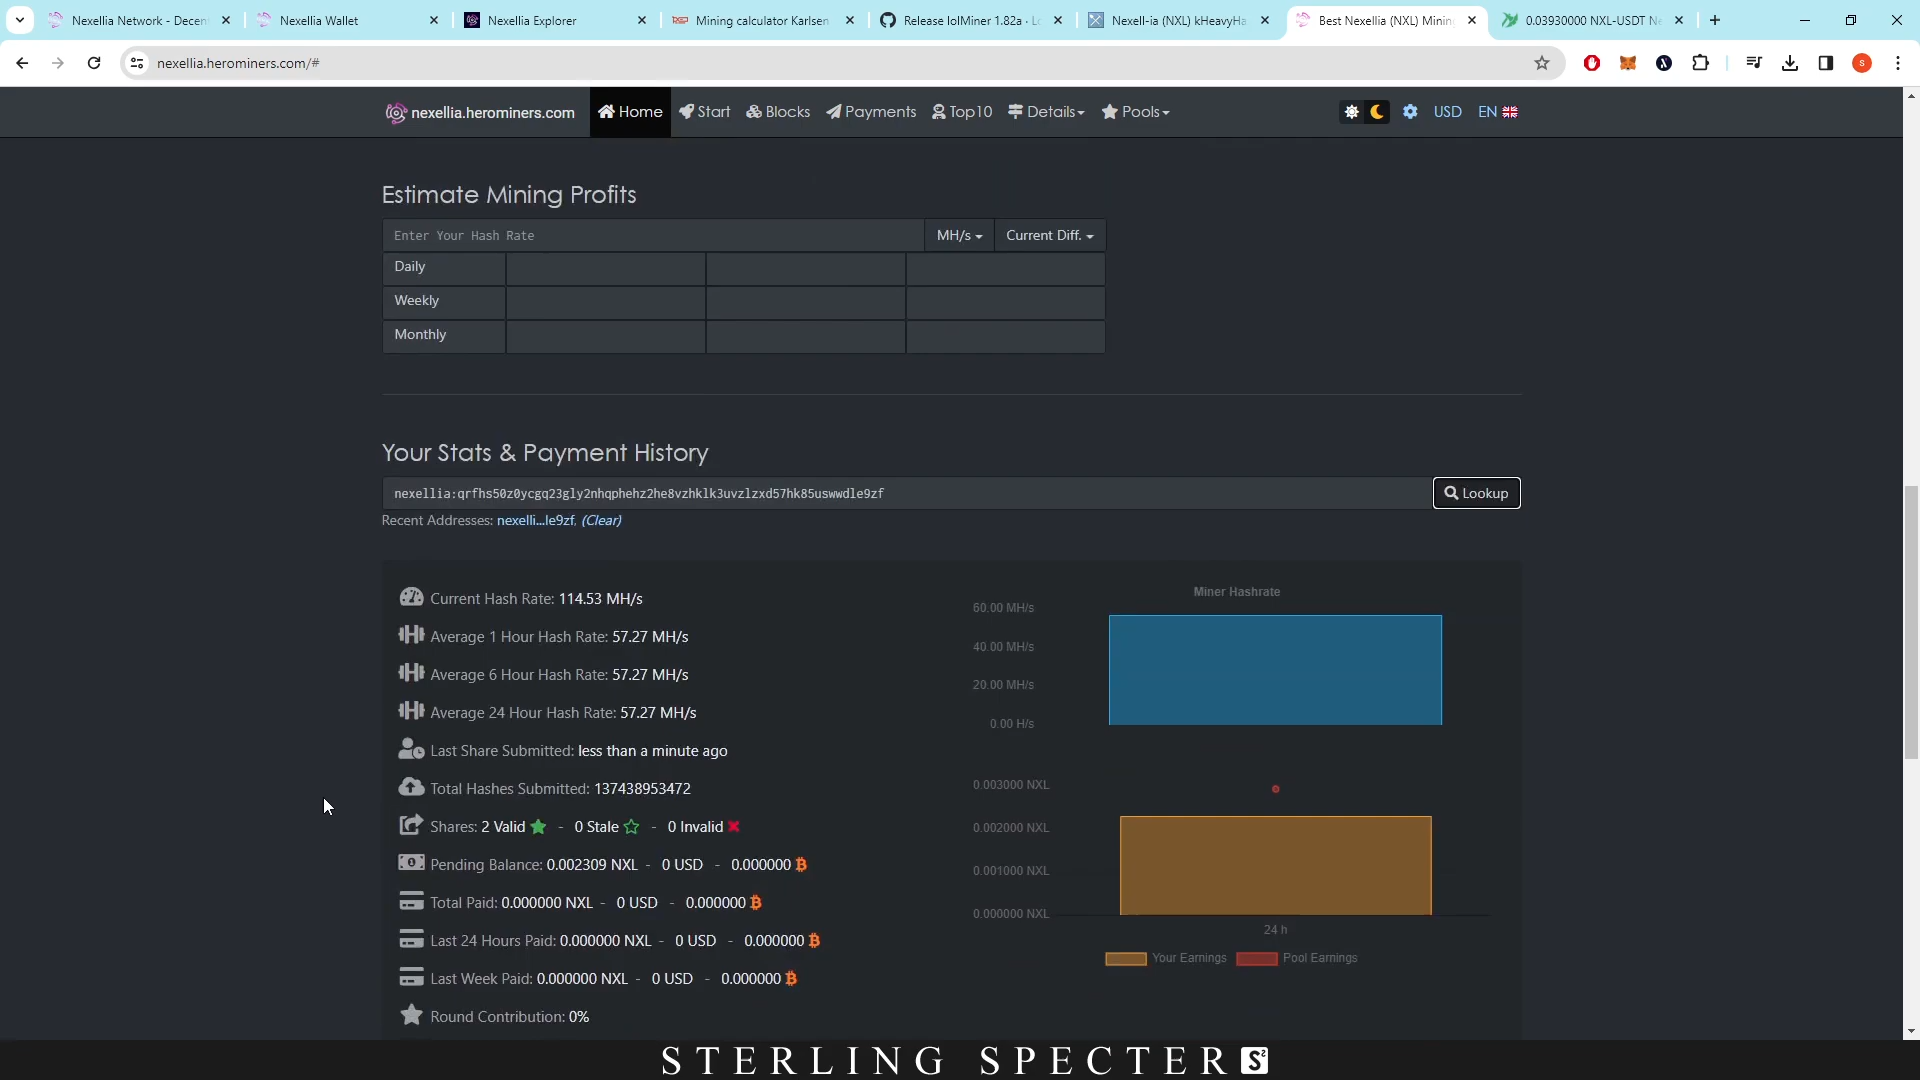 Nexellia Network - Decent
Nexellia Wallet
Nexellia Explorer
Mining calculator Karlsen
Release lolMiner 1.82a · Lo
Nexell-ia (NXL) kHeavyHa
Best Nexellia (NXL) Minin
0.03930000 NXL-USDT Ne
nexellia.herominers.com/#
S
nexellia.herominers.com
Home
Start
Blocks
Payments
Top10
Details
Pools
USD
EN
Estimate Mining Profits
Enter Your Hash Rate
MH/s
Current Diff.
Daily
Weekly
Monthly
Your Stats & Payment History
nexellia:qrfhs50z0ycgq23gly2nhqphehz2he8vzhklk3uvzlzxd57hk85uswwdle9zf
Lookup
Recent Addresses: nexelli...le9zf, (Clear)
Current Hash Rate: 114.53 MH/s
Average 1 Hour Hash Rate: 57.27 MH/s
Average 6 Hour Hash Rate: 57.27 MH/s
Average 24 Hour Hash Rate: 57.27 MH/s
Last Share Submitted: less than a minute ago
Total Hashes Submitted: 137438953472
Shares: 2 Valid - 0 Stale - 0 Invalid
Pending Balance: 0.002309 NXL - 0 USD - 0.000000
Total Paid: 0.000000 NXL - 0 USD - 0.000000
Last 24 Hours Paid: 0.000000 NXL - 0 USD - 0.000000
Last Week Paid: 0.000000 NXL - 0 USD - 0.000000
Round Contribution: 0%
Miner Hashrate
60.00 MH/s
40.00 MH/s
20.00 MH/s
0.00 H/s
0.003000 NXL
0.002000 NXL
0.001000 NXL
0.000000 NXL
24 h
Your Earnings
Pool Earnings
STERLING SPECTER